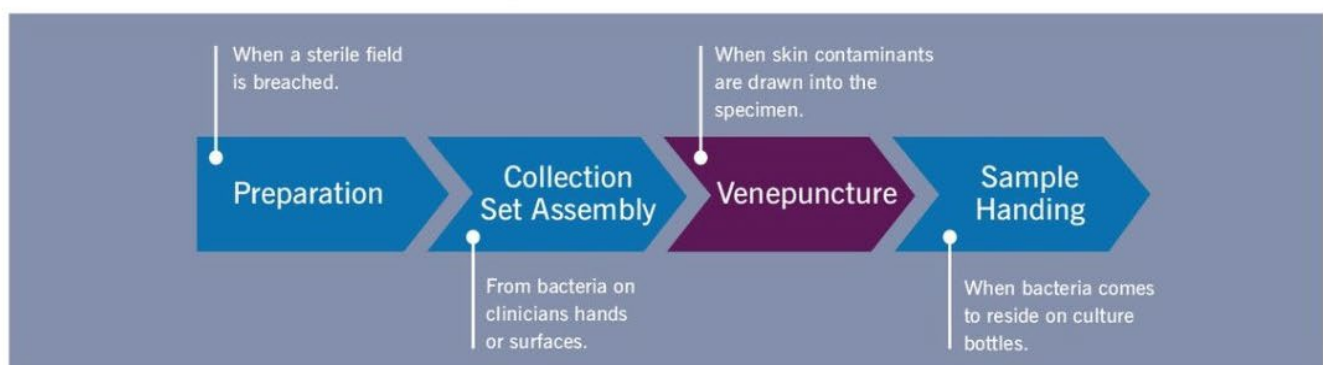 When a sterile field
is breached.
When skin contaminants
are drawn into the
specimen.
Preparation
Collection
Set Assembly
Venepuncture
Sample
Handing
From bacteria on
clinicians hands
or surfaces.
When bacteria comes
to reside on culture
bottles.